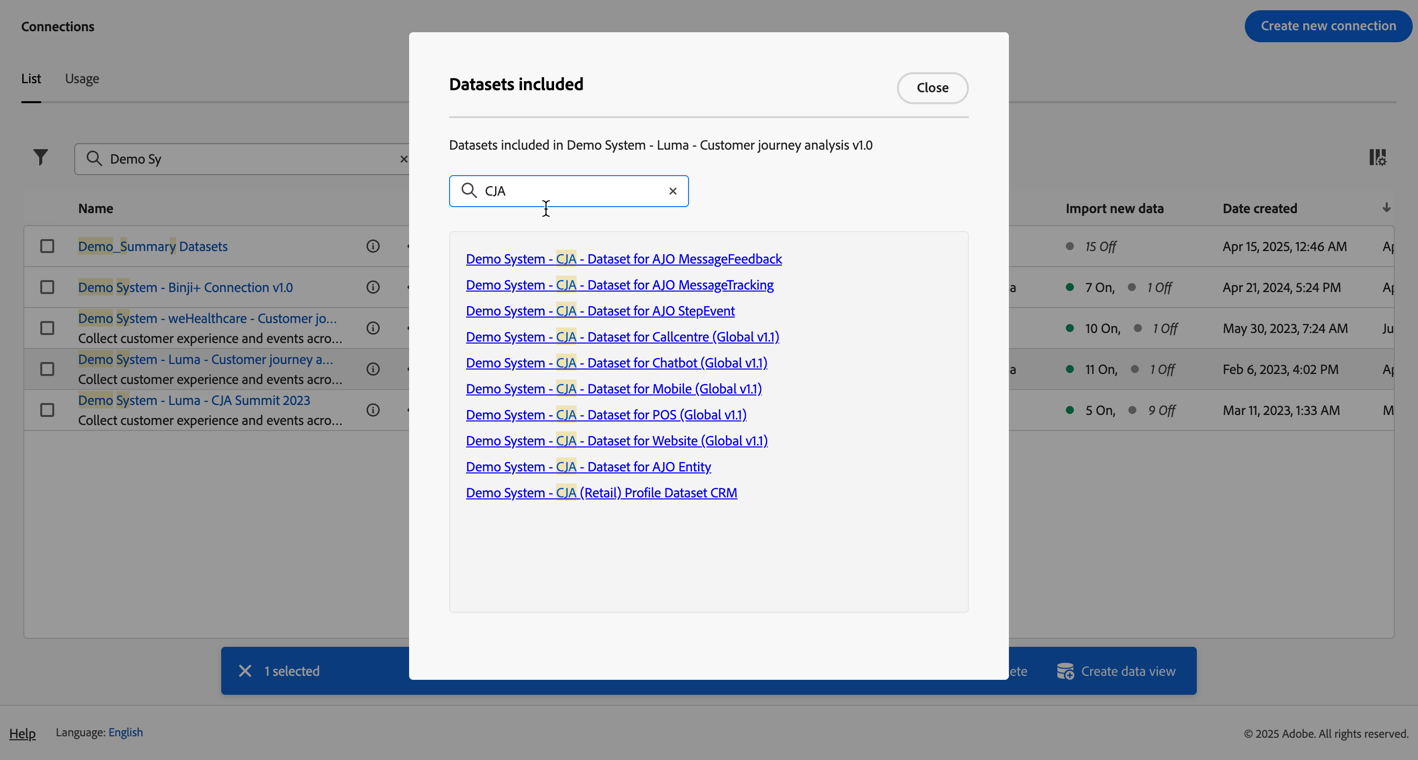 Connections
Create new connection
List
Usage
Demo Sy
Name
Import new data
Date created
Demo_Summary Datasets
15 Off
Apr 15, 2025, 12:46 AM
Demo System - Binji+ Connection v1.0
7 On, 1 Off
Apr 21, 2024, 5:24 PM
Demo System - weHealthcare - Customer jo...
Collect customer experience and events acro...
10 On, 1 Off
May 30, 2023, 7:24 AM
Demo System - Luma - Customer journey a...
Collect customer experience and events acro...
11 On, 1 Off
Feb 6, 2023, 4:02 PM
Demo System - Luma - CJA Summit 2023
Collect customer experience and events acro...
5 On, 9 Off
Mar 11, 2023, 1:33 AM
Datasets included
Close
Datasets included in Demo System - Luma - Customer journey analysis v1.0
CJA
Demo System - CJA - Dataset for AJO MessageFeedback
Demo System - CJA - Dataset for AJO MessageTracking
Demo System - CJA - Dataset for AJO StepEvent
Demo System - CJA - Dataset for Callcentre (Global v1.1)
Demo System - CJA - Dataset for Chatbot (Global v1.1)
Demo System - CJA - Dataset for Mobile (Global v1.1)
Demo System - CJA - Dataset for POS (Global v1.1)
Demo System - CJA - Dataset for Website (Global v1.1)
Demo System - CJA - Dataset for AJO Entity
Demo System - CJA (Retail) Profile Dataset CRM
1 selected
Create data view
Help
Language: English
© 2025 Adobe. All rights reserved.